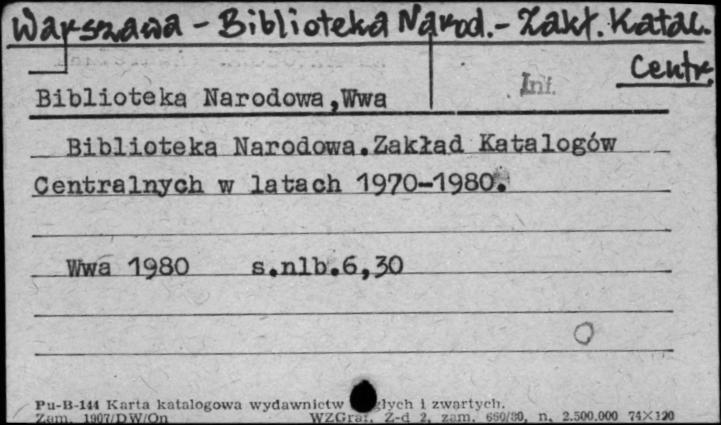 Warszawa - Biblioteka Narod. - Zakł. Katal.
Centr.
Biblioteka Narodowa,Wwa
Inf.
Biblioteka Narodowa.Zakład Katalogów
Centralnych w latach 1970-1980.
Wwa 1980 s.nlb.6,30
Pu-B-144 Karta katalogowa wydawnictw głych i zwartych.
Zam. 1907/DW/On WZGraf. Z-d 2, zam. 660/80, n. 2.500.000 74X120